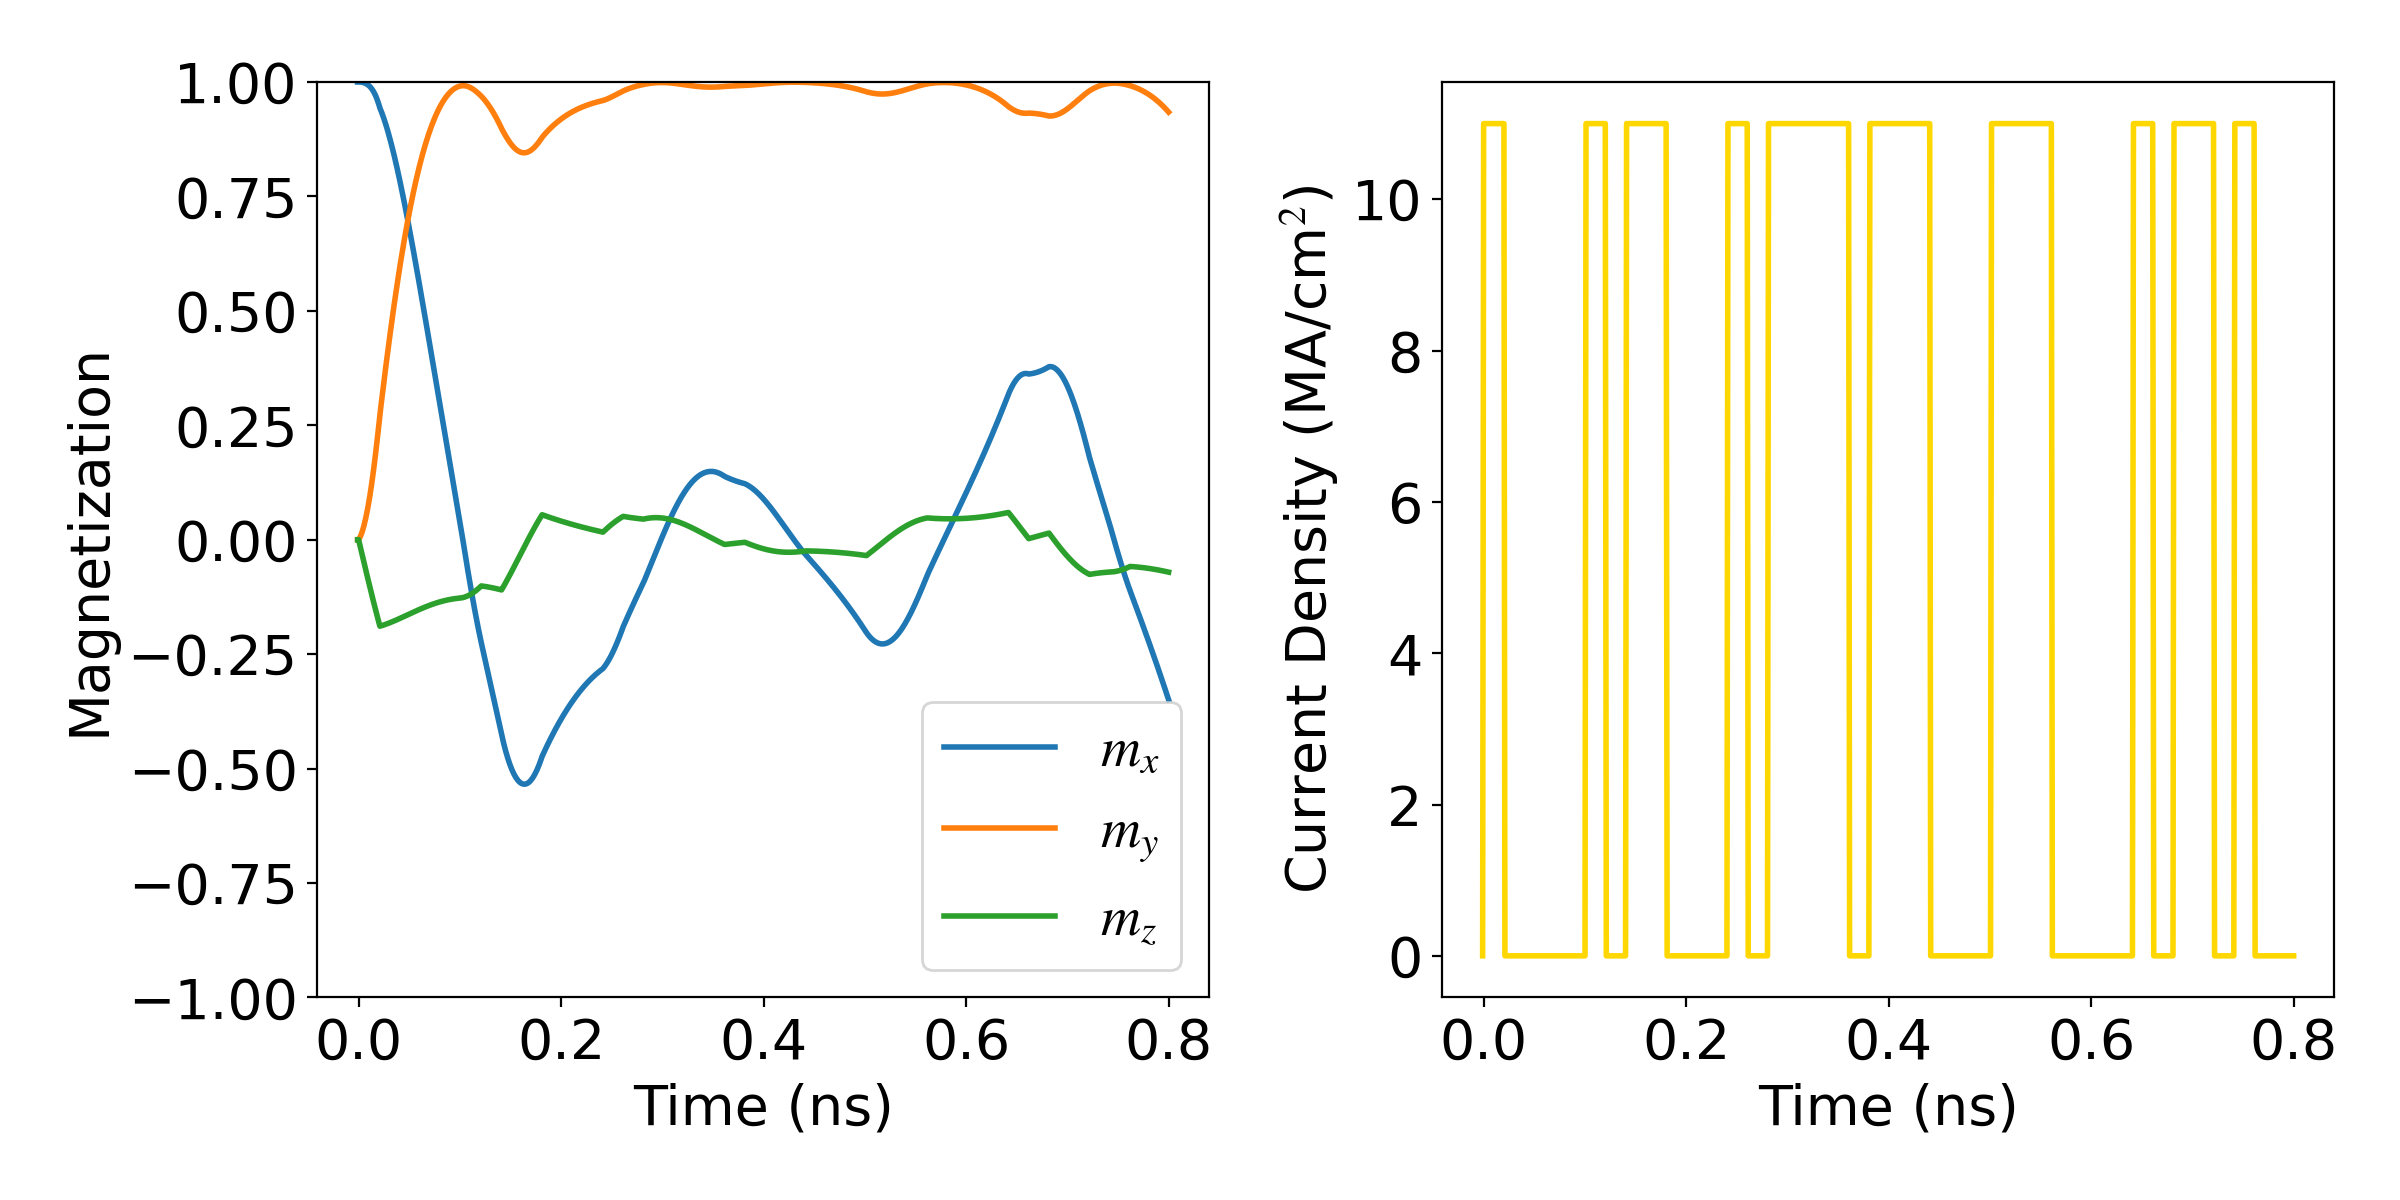 1.00
0.75
0.50
0.25
0.00
−0.25
−0.50
−0.75
−1.00
Magnetization
0.0 0.2 0.4 0.6 0.8
Time (ns)
m_x
m_y
m_z
10
8
6
4
2
0
Current Density (MA/cm²)
0.0 0.2 0.4 0.6 0.8
Time (ns)